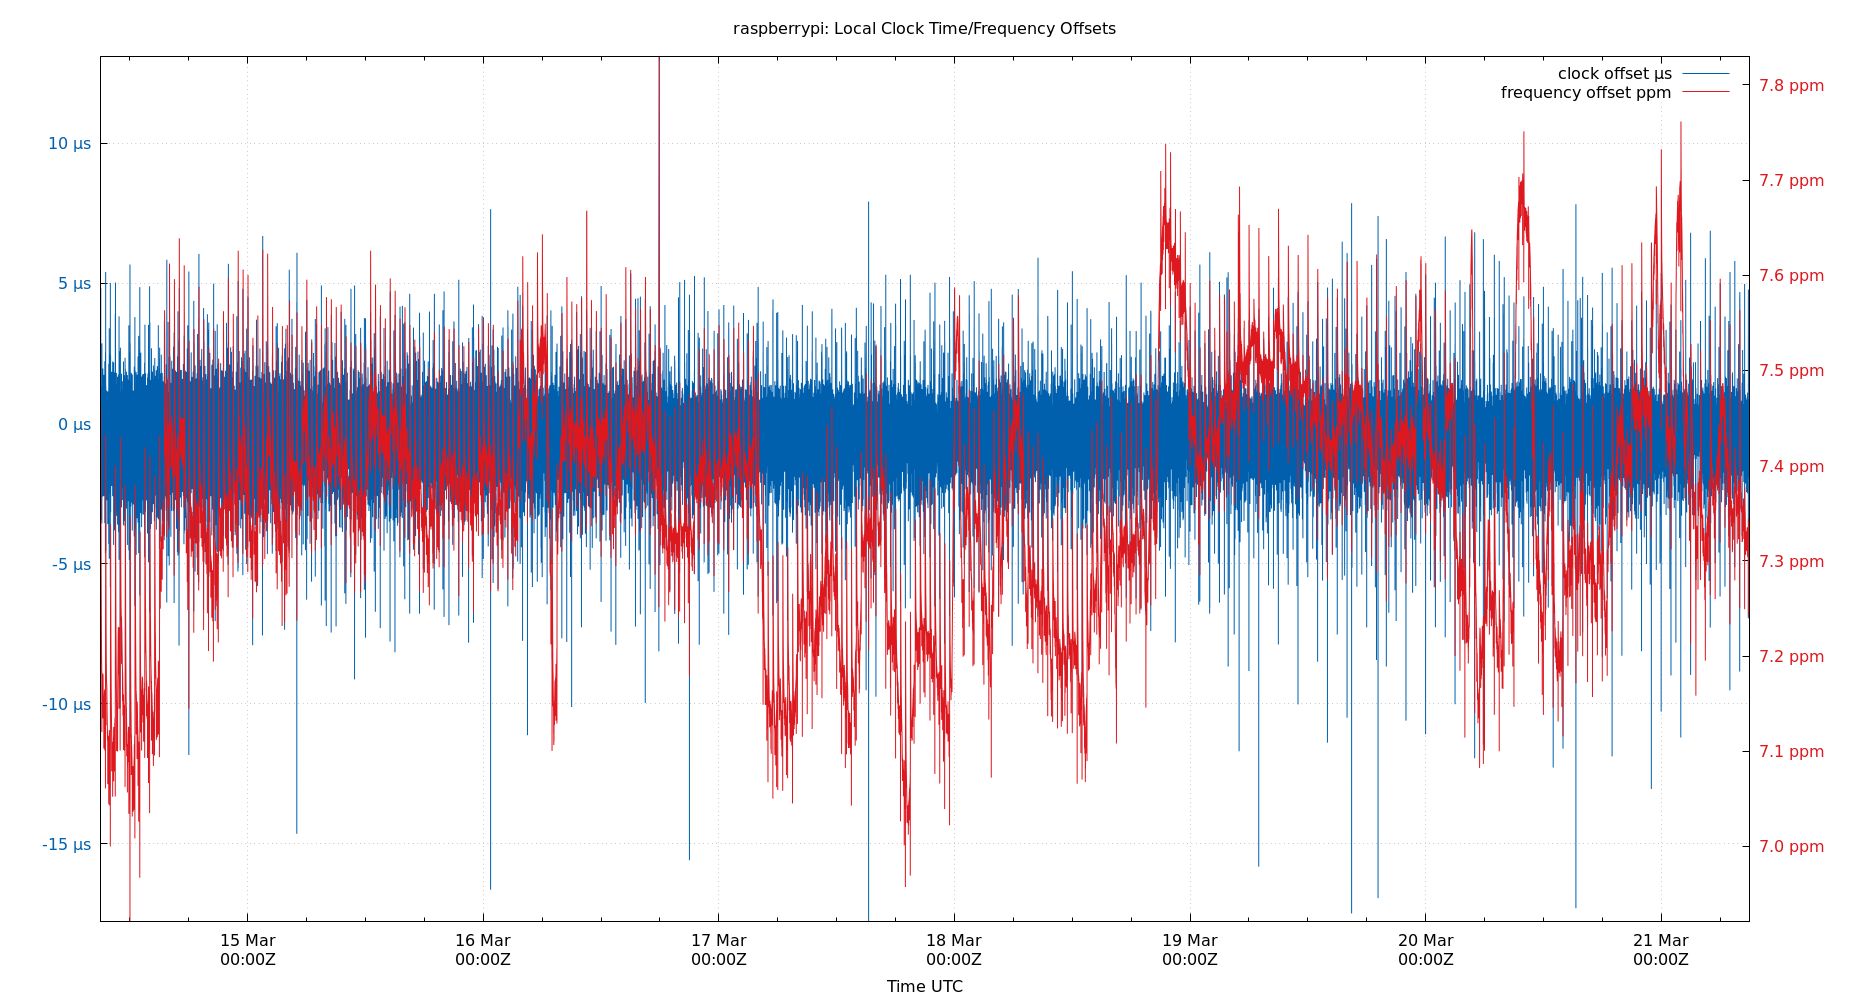 raspberrypi: Local Clock Time/Frequency Offsets
clock offset µs
frequency offset ppm
10 µs
5 µs
0 µs
-5 µs
-10 µs
-15 µs
7.8 ppm
7.7 ppm
7.6 ppm
7.5 ppm
7.4 ppm
7.3 ppm
7.2 ppm
7.1 ppm
7.0 ppm
15 Mar 16 Mar 17 Mar 18 Mar 19 Mar 20 Mar 21 Mar
00:00Z 00:00Z 00:00Z 00:00Z 00:00Z 00:00Z 00:00Z
Time UTC